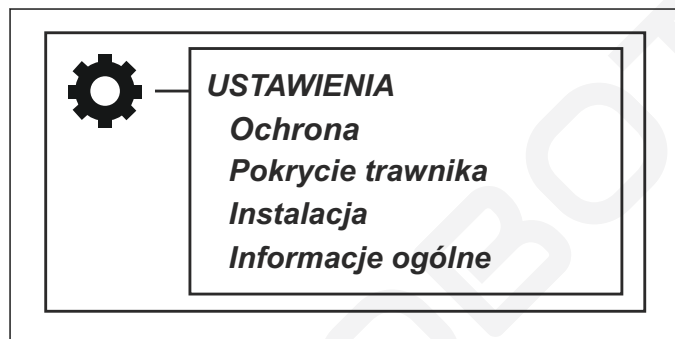 USTAWIENIA
Ochrona
Pokrycie trawnika
Instalacja
Informacje ogólne